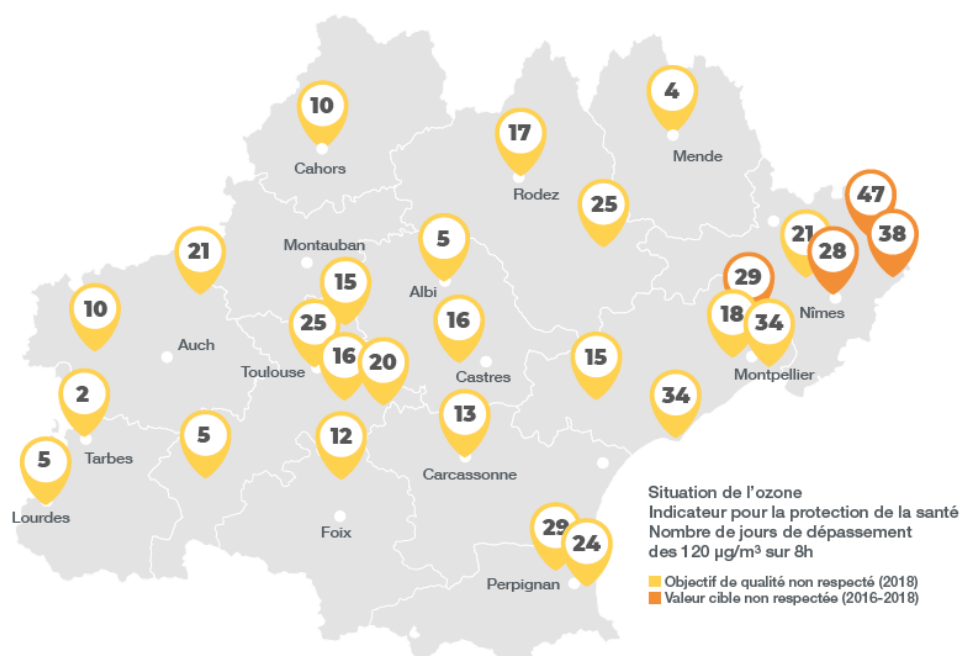 10
Cahors
17
Rodez
4
Mende
25
47
38
21
28
Nîmes
29
18
34
Montpellier
21
Montauban
15
5
Albi
10
Auch
25
Toulouse
16
20
16
Castres
15
34
2
Tarbes
5
Lourdes
5
12
Foix
13
Carcassonne
29
24
Perpignan
Situation de l'ozone
Indicateur pour la protection de la santé
Nombre de jours de dépassement
des 120 µg/m³ sur 8h
Objectif de qualité non respecté (2018)
Valeur cible non respectée (2016-2018)